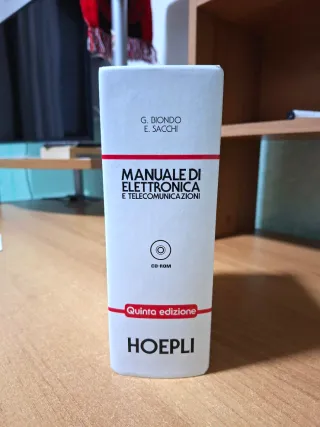 G. BIONDO
E. SACCHI
MANUALE DI
ELETTRONICA
E TELECOMUNICAZIONI
CD-ROM
Quinta edizione
HOEPLI